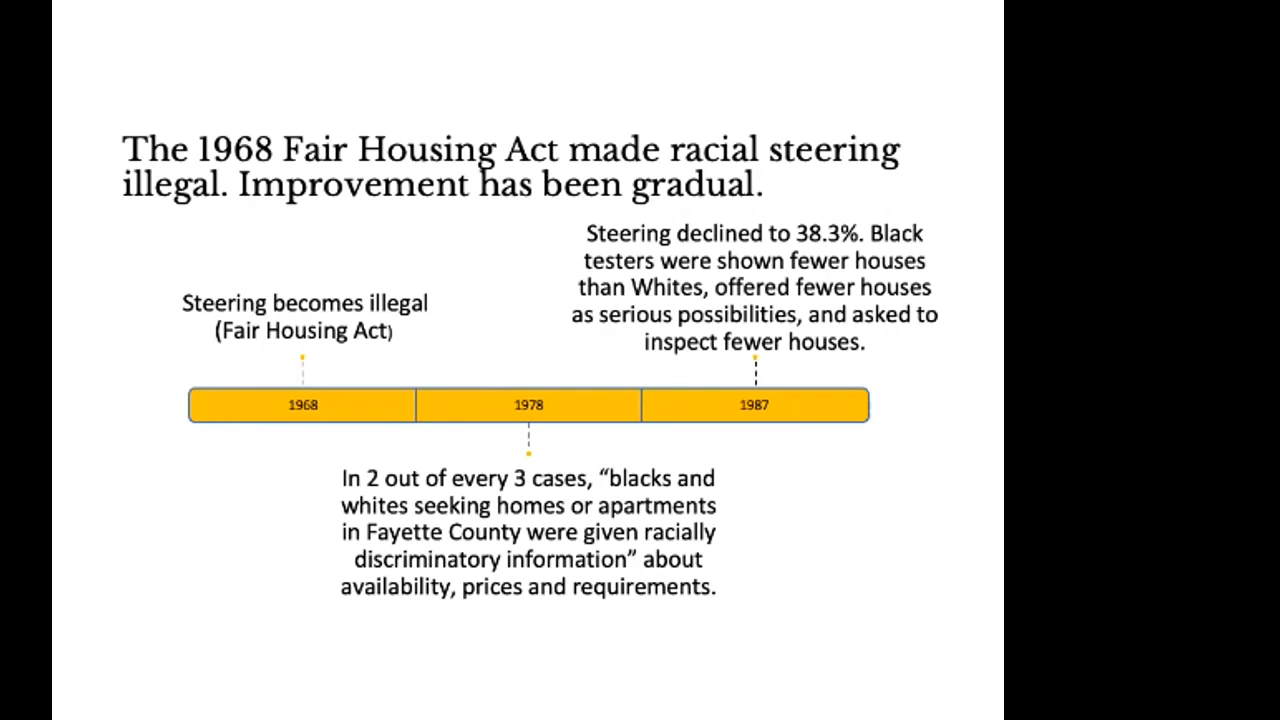 The 1968 Fair Housing Act made racial steering
illegal. Improvement has been gradual.
Steering becomes illegal
(Fair Housing Act)
Steering declined to 38.3%. Black
testers were shown fewer houses
than Whites, offered fewer houses
as serious possibilities, and asked to
inspect fewer houses.
1968
1978
1987
In 2 out of every 3 cases, “blacks and
whites seeking homes or apartments
in Fayette County were given racially
discriminatory information” about
availability, prices and requirements.